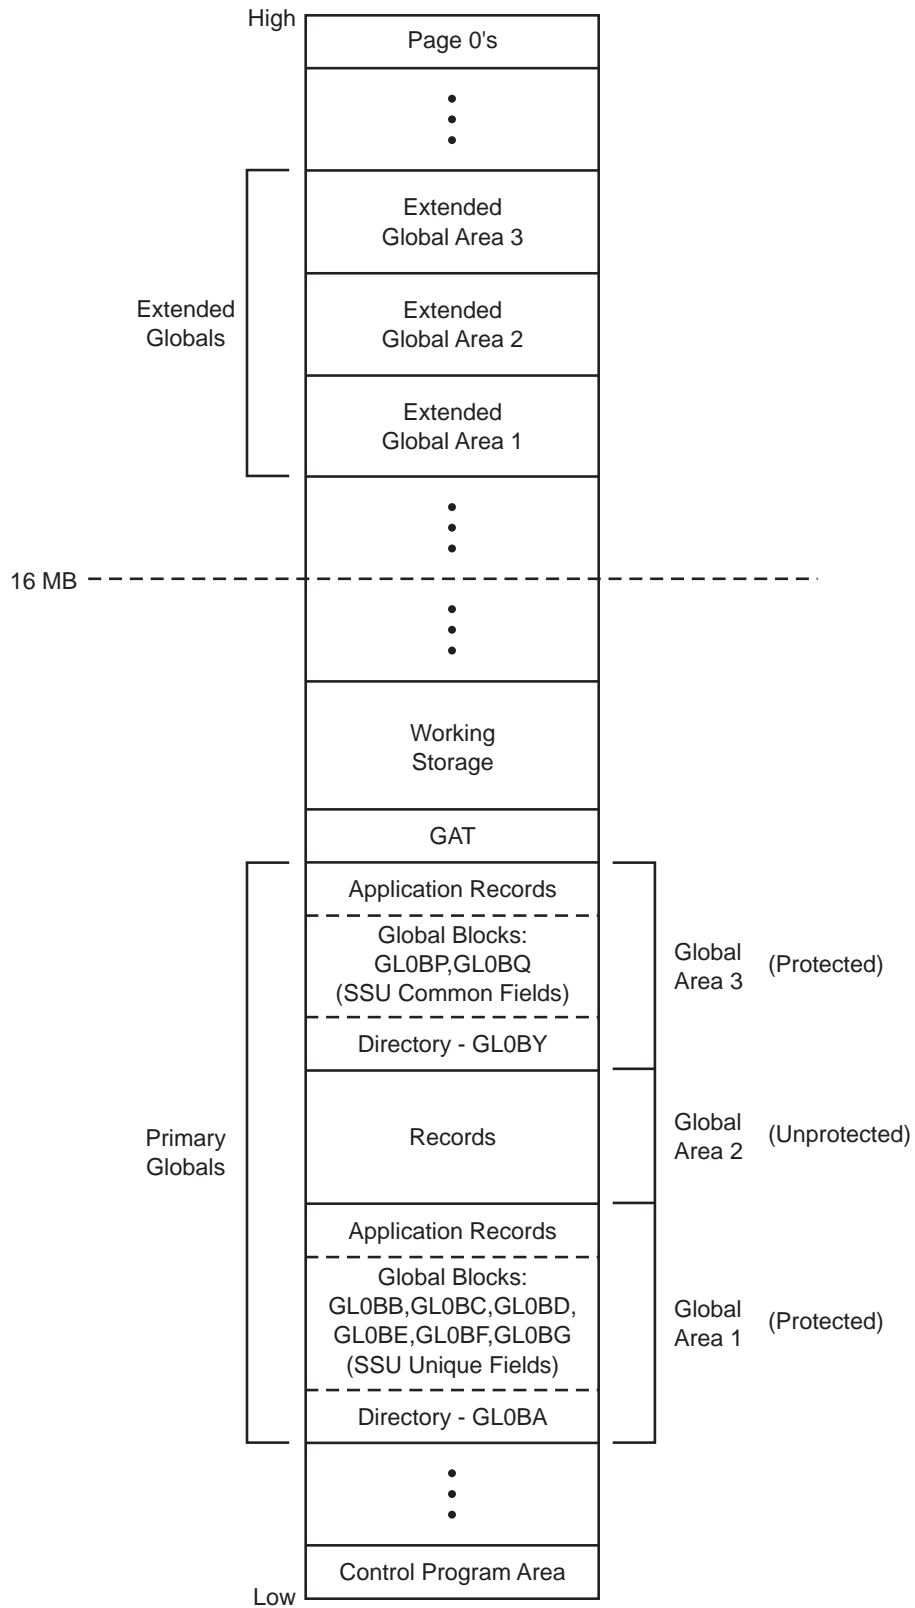 High
Page 0's
Extended
Global Area 3
Extended
Globals
Extended
Global Area 2
Extended
Global Area 1
16 MB
Working
Storage
GAT
Primary
Globals
Application Records
Global Blocks:
GL0BP,GL0BQ
(SSU Common Fields)
Directory - GL0BY
Global
Area 3
(Protected)
Records
Global
Area 2
(Unprotected)
Application Records
Global Blocks:
GL0BB,GL0BC,GL0BD,
GL0BE,GL0BF,GL0BG
(SSU Unique Fields)
Directory - GL0BA
Global
Area 1
(Protected)
Control Program Area
Low